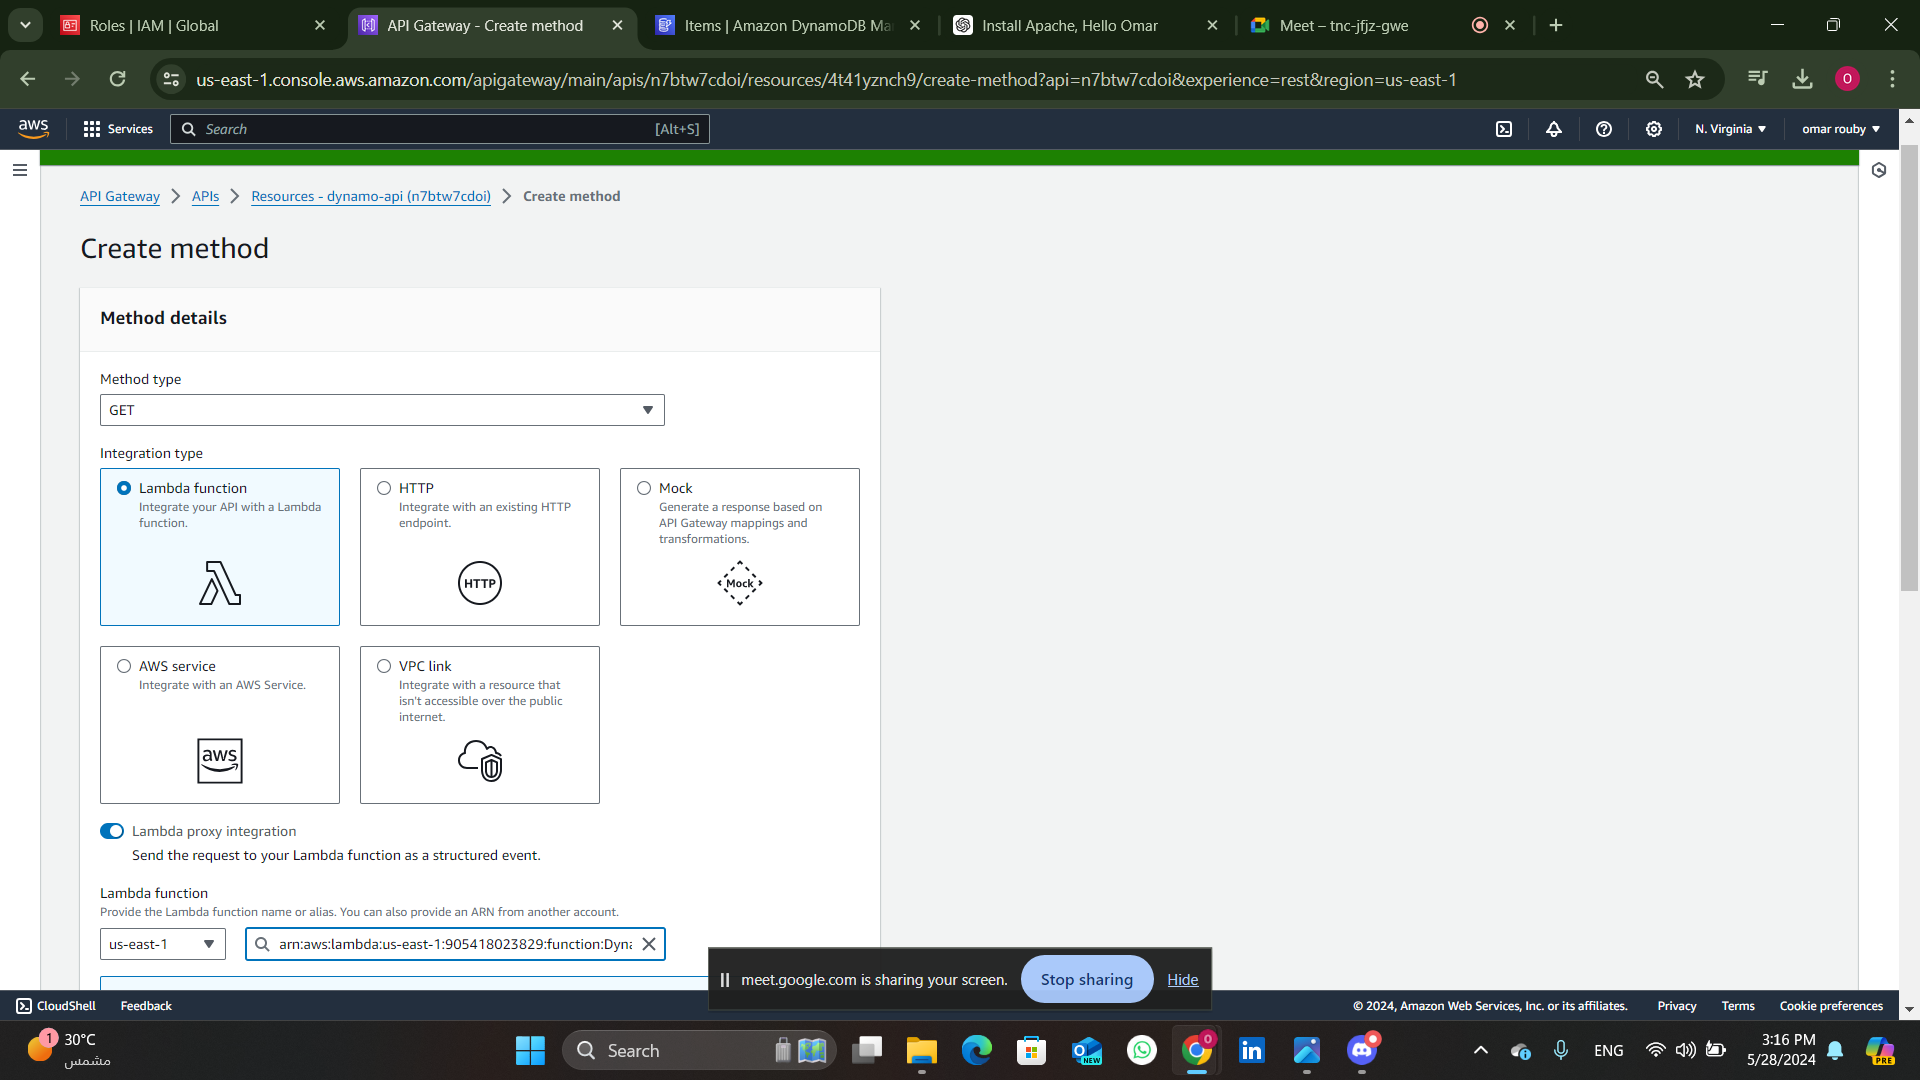 Roles | IAM | Global
API Gateway - Create method
Items | Amazon DynamoDB Ma
Install Apache, Hello Omar
Meet – tnc-jfjz-gwe
us-east-1.console.aws.amazon.com/apigateway/main/apis/n7btw7cdoi/resources/4t41yznch9/create-method?api=n7btw7cdoi&experience=rest&region=us-east-1
O
aws
Services
Search
[Alt+S]
N. Virginia
omar rouby
API Gateway
APIs
Resources - dynamo-api (n7btw7cdoi)
Create method
Create method
Method details
Method type
GET
Integration type
Lambda function
Integrate your API with a Lambda
function.
HTTP
Integrate with an existing HTTP
endpoint.
HTTP
Mock
Generate a response based on
API Gateway mappings and
transformations.
Mock
AWS service
Integrate with an AWS Service.
aws
VPC link
Integrate with a resource that
isn't accessible over the public
internet.
Lambda proxy integration
Send the request to your Lambda function as a structured event.
Lambda function
Provide the Lambda function name or alias. You can also provide an ARN from another account.
us-east-1
arn:aws:lambda:us-east-1:905418023829:function:Dyna
meet.google.com is sharing your screen.
Stop sharing
Hide
CloudShell
Feedback
© 2024, Amazon Web Services, Inc. or its affiliates.
Privacy
Terms
Cookie preferences
1
30°C
مشمس
Search
NEW
O
ENG
3:16 PM
5/28/2024
PRE